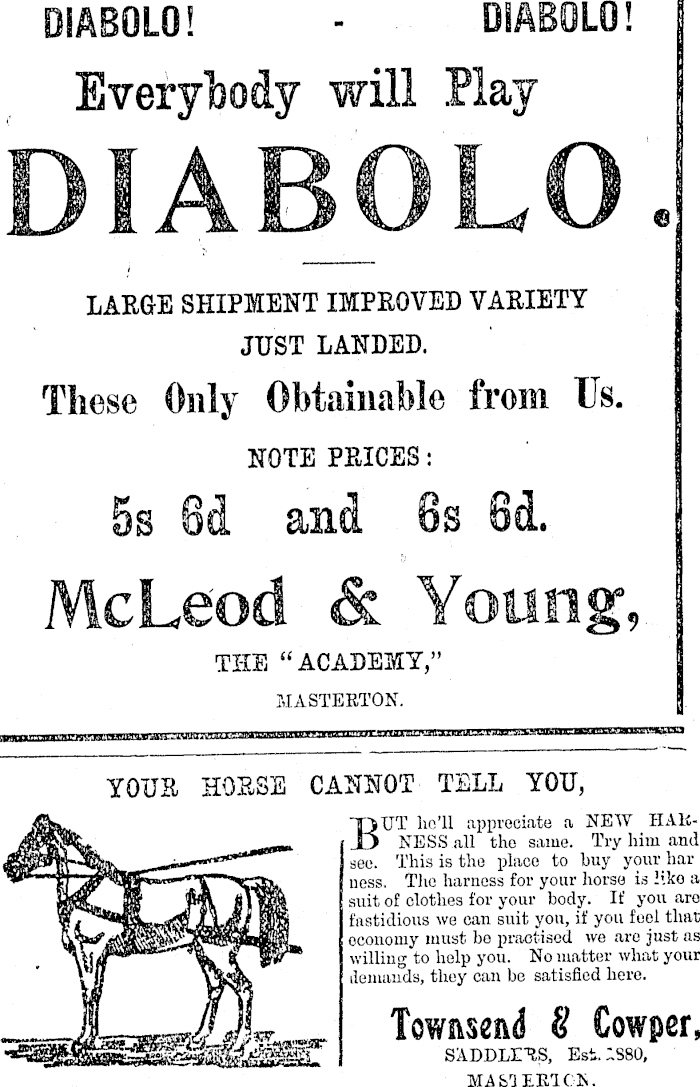 DIABOLO! - DIABOLO!
Everybody will Play
DIABOLO.
LARGE SHIPMENT IMPROVED VARIETY
JUST LANDED.
These Only Obtainable from Us.
NOTE PRICES:
5s 6d and 6s 6d.
McLeod & Young,
THE "ACADEMY,"
MASTERTON.
YOUR HORSE CANNOT TELL YOU,
BUT he'll appreciate a NEW HAR-
NESS all the same. Try him and
see. This is the place to buy your har
ness. The harness for your horse is like a
suit of clothes for your body. If you are
fastidious we can suit you, if you feel that
economy must be practised we are just as
willing to help you. No matter what your
demands, they can be satisfied here.
Townsend & Cowper,
SADDLERS, Est. 1880,
MASTERTON.